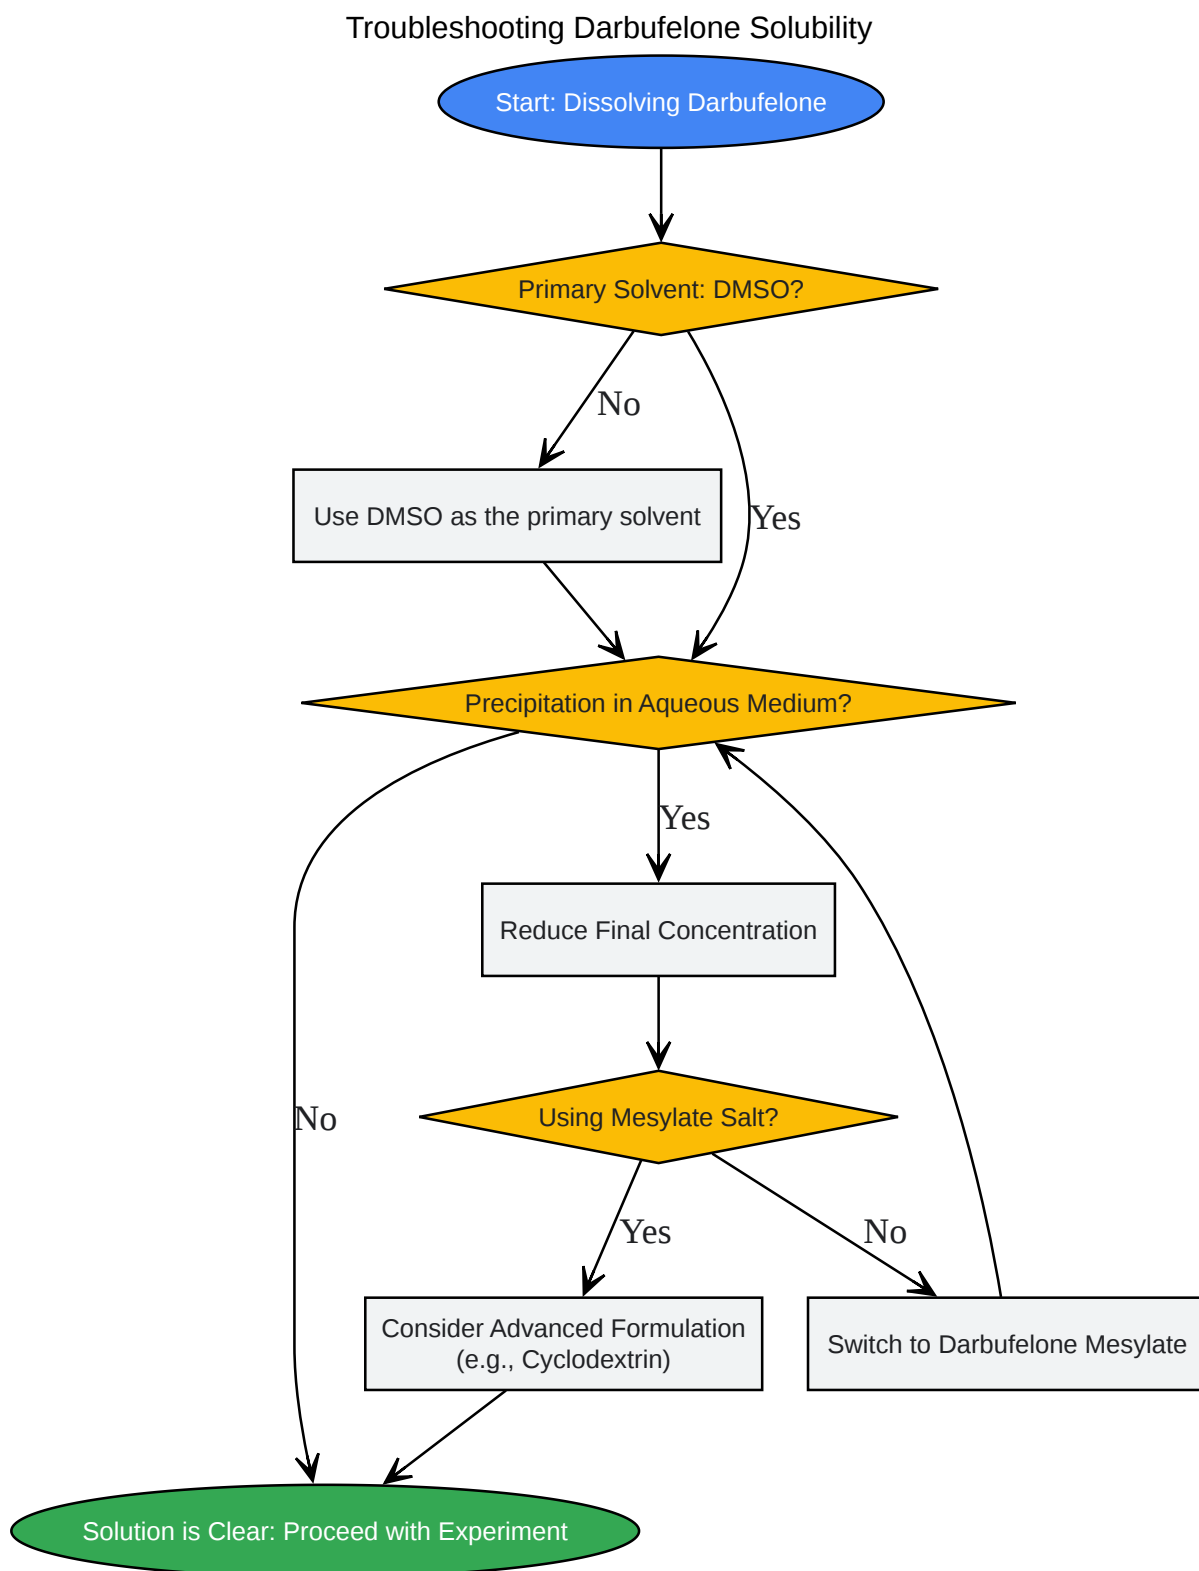 Troubleshooting Darbufelone Solubility
Start: Dissolving Darbufelone
Primary Solvent: DMSO?
No
Use DMSO as the primary solvent
Yes
Precipitation in Aqueous Medium?
Yes
Reduce Final Concentration
No
Using Mesylate Salt?
Yes
No
Consider Advanced Formulation
(e.g., Cyclodextrin)
Switch to Darbufelone Mesylate
Solution is Clear: Proceed with Experiment